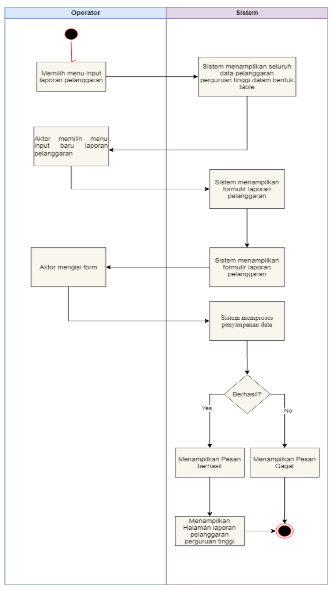 Operator
Sistem
Memilih menu input
laporan pelanggaran
Sistem menampilkan seluruh
data pelanggaran
perguruan tinggi dalam bentuk
table
Aktor memilih menu
Input baru laporan
pelanggaran
Sistem menampilkan
formulir laporan
pelanggaran
Aktor mengisi form
Sistem menampilkan
formulir laporan
pelanggaran
Sistem memproses
penyimpanan data
Berhasil?
Yes
No
Menampilkan Pesan
berhasil
Menampilkan Pesan
Gagal
Menampilkan
Halaman laporan
pelanggaran
perguruan tinggi